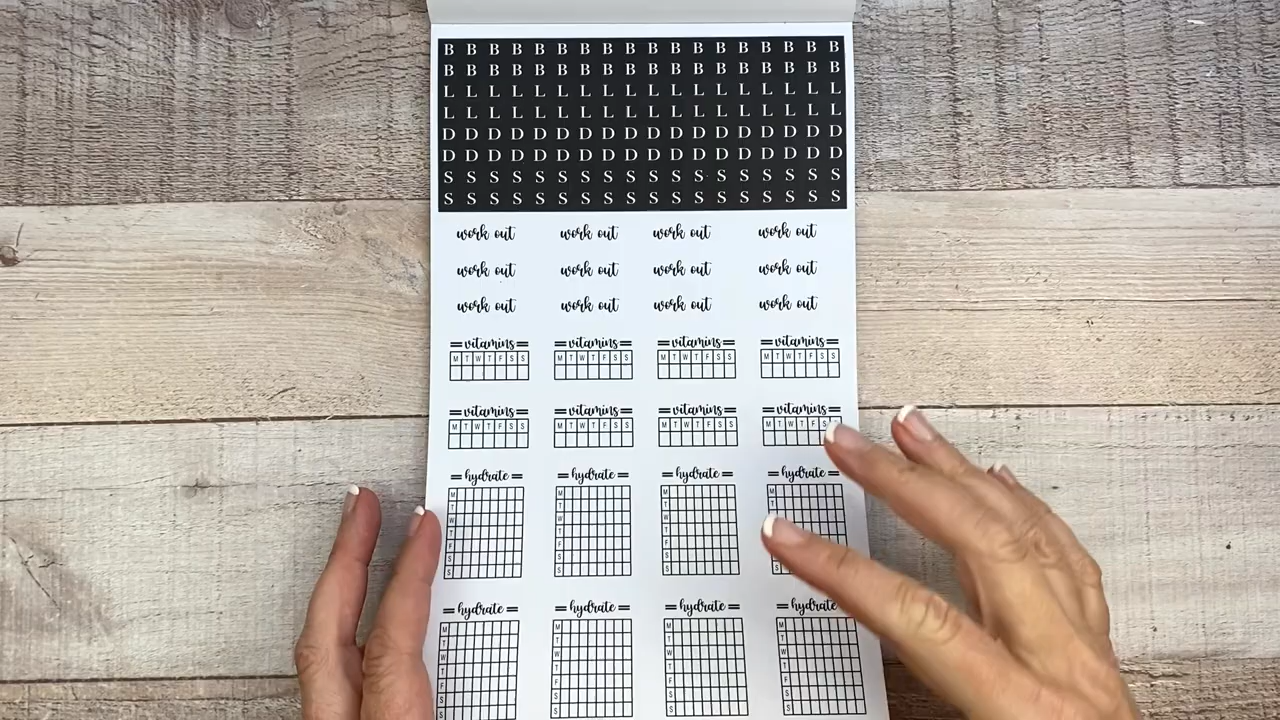 B B B B B B B B B B B B B B B B B B
B B B B B B B B B B B B B B B B B B
L L L L L L L L L L L L L L L L L L
L L L L L L L L L L L L L L L L L L
D D D D D D D D D D D D D D D D D D
D D D D D D D D D D D D D D D D D D
S S S S S S S S S S S S S S S S S S
S S S S S S S S S S S S S S S S S S
work out work out work out work out
work out work out work out work out
work out work out work out work out
vitamins vitamins vitamins vitamins
M T W T F S S M T W T F S S M T W T F S S M T W T F S S
vitamins vitamins vitamins vitamins
M T W T F S S M T W T F S S M T W T F S S M T W T F S
hydrate hydrate hydrate hydrate
M M M M
T T T T
W W W
T T T
F F F
S S S
S S S S
hydrate hydrate hydrate hydrate
M M M M
T T T T
W W W W
T T T T
F F F F
S S S S
S S S S